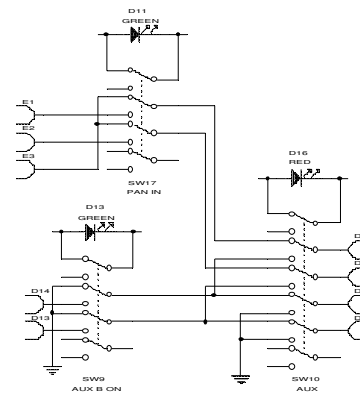 D11
GREEN
E1
E2
E3
SW17
PAN IN
D16
RED
D13
GREEN
D14
D13
SW9
AUX B ON
SW10
AUX